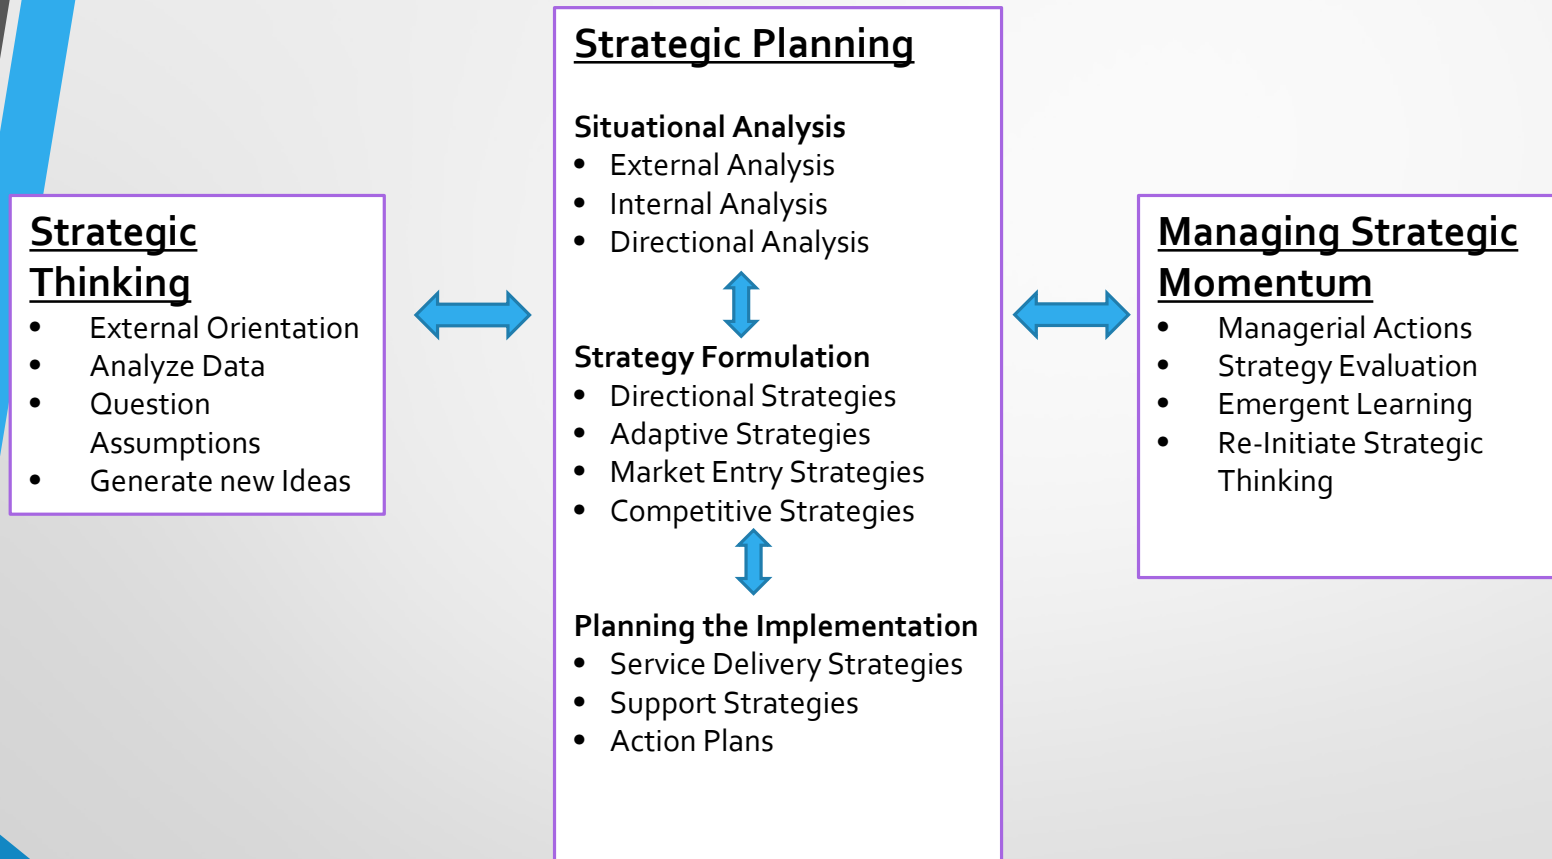 Strategic Thinking
• External Orientation
• Analyze Data
• Question
Assumptions
• Generate new Ideas
Strategic Planning
Situational Analysis
• External Analysis
• Internal Analysis
• Directional Analysis
Strategy Formulation
• Directional Strategies
• Adaptive Strategies
• Market Entry Strategies
• Competitive Strategies
Planning the Implementation
• Service Delivery Strategies
• Support Strategies
• Action Plans
Managing Strategic
Momentum
• Managerial Actions
• Strategy Evaluation
• Emergent Learning
• Re-Initiate Strategic
Thinking